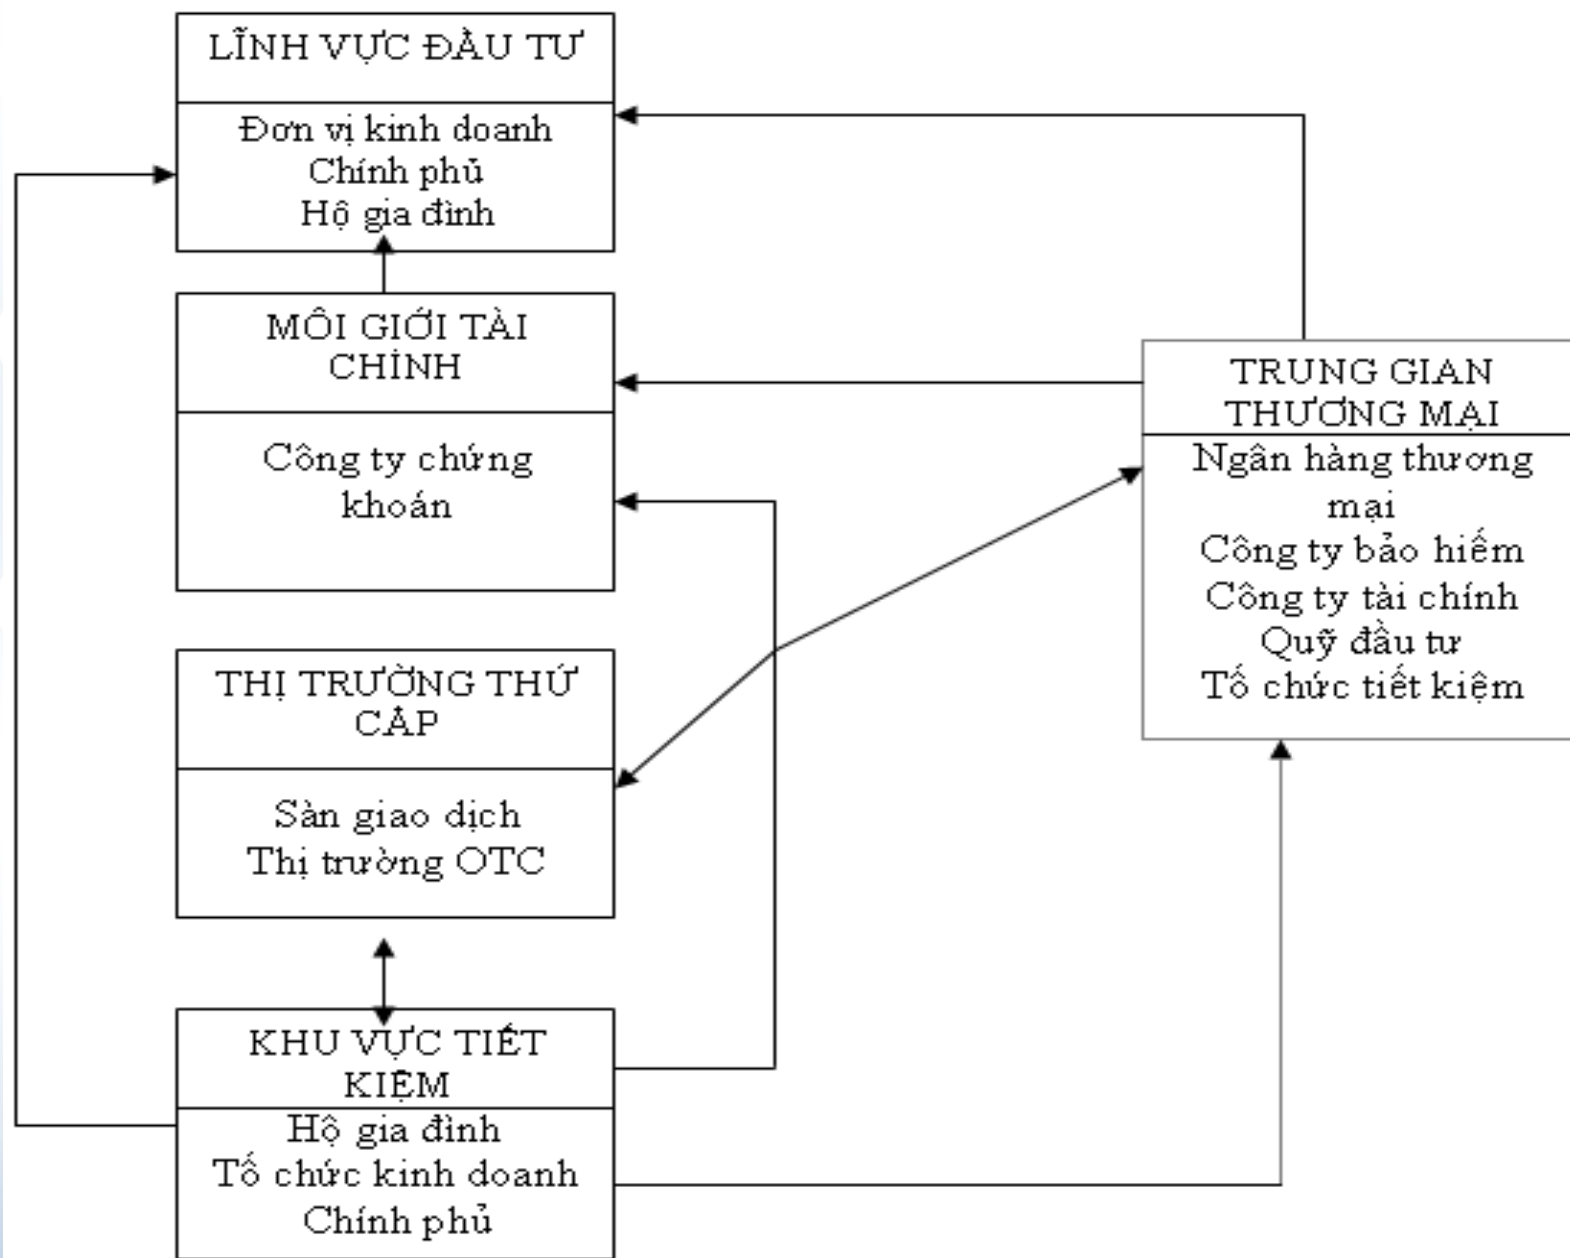 LĨNH VỰC ĐẦU TƯ
Đơn vị kinh doanh
Chính phủ
Hộ gia đình
MÔI GIỚI TÀI
CHÍNH
Công ty chứng
khoán
TRUNG GIAN
THƯƠNG MẠI
Ngân hàng thương
mại
Công ty bảo hiểm
Công ty tài chính
Quỹ đầu tư
Tổ chức tiết kiệm
THỊ TRƯỜNG THỨ
CẤP
Sàn giao dịch
Thị trường OTC
KHU VỰC TIẾT
KIỆM
Hộ gia đình
Tổ chức kinh doanh
Chính phủ